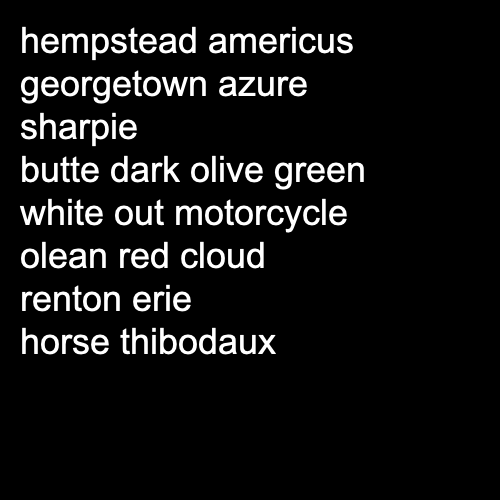 hempstead americus
georgetown azure
sharpie
butte dark olive green
white out motorcycle
olean red cloud
renton erie
horse thibodaux